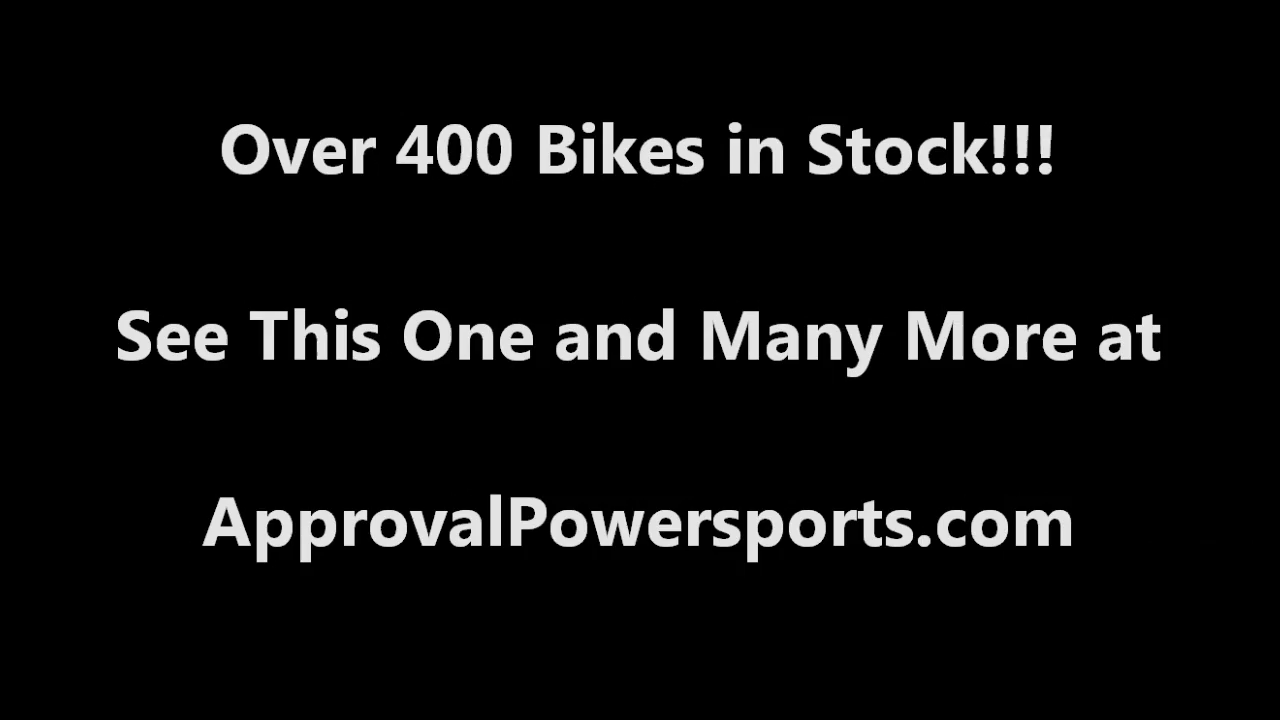 Over 400 Bikes in Stock!!!
See This One and Many More at
ApprovalPowersports.com